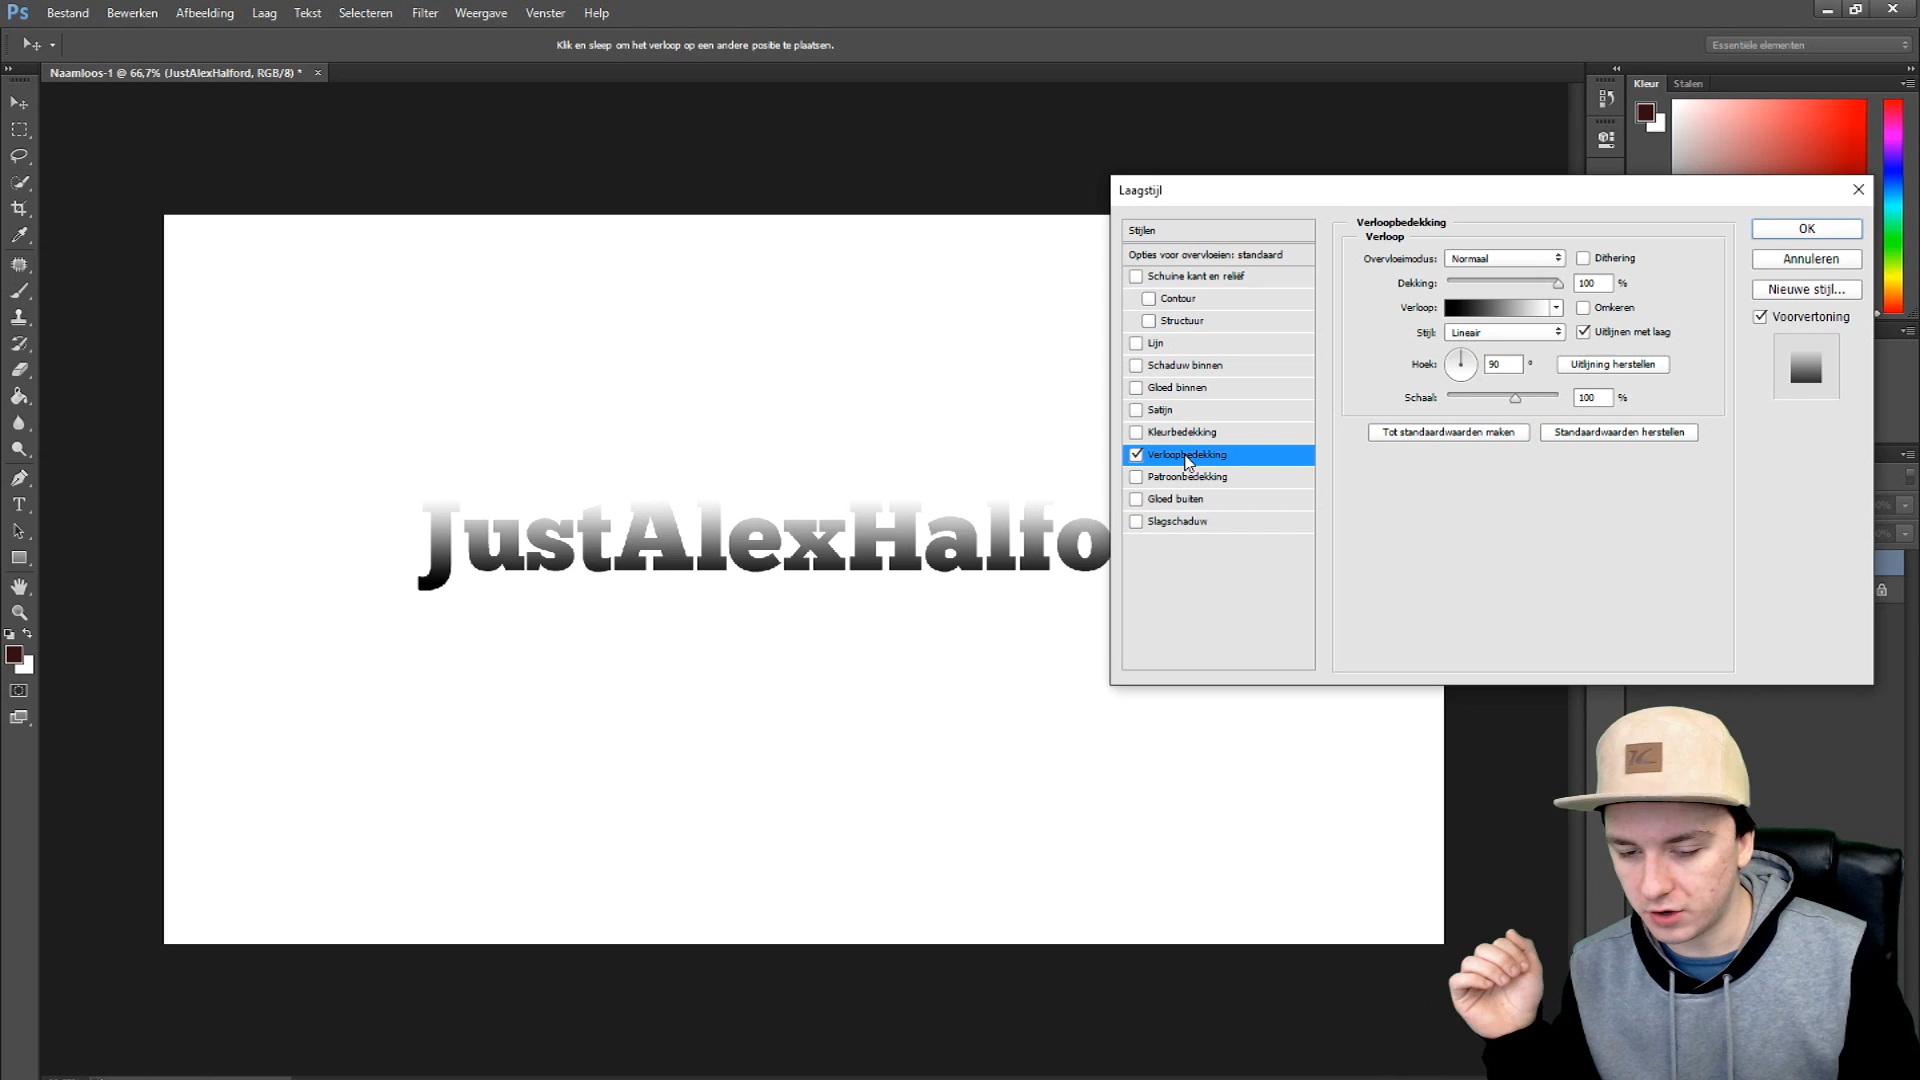 Ps Bestand Bewerken Afbeelding Laag Tekst Selecteren Filter Weergave Venster Help
Klik en sleep om het verloop op een andere positie te plaatsen.
Essentiële elementen
Naamloos-1 @ 66,7% (JustAlexHalford, RGB/8) * ×
Kleur Stalen
Laagstijl
Stijlen
Opties voor overvloeien: standaard
Schuine kant en reliëf
Contour
Structuur
Lijn
Schaduw binnen
Gloed binnen
Satijn
Kleurbedekking
Verloopbedekking
Patroonbedekking
Gloed buiten
Slagschaduw
Verloopbedekking
Verloop
Overvloeimodus: Normaal Dithering
Dekking: 100 %
Verloop: Omkeren
Stijl: Lineair Uitlijnen met laag
Hoek: 90 ° Uitlijning herstellen
Schaal: 100 %
Tot standaardwaarden maken Standaardwaarden herstellen
OK
Annuleren
Nieuwe stijl...
Voorvertoning
JustAlexHalfo